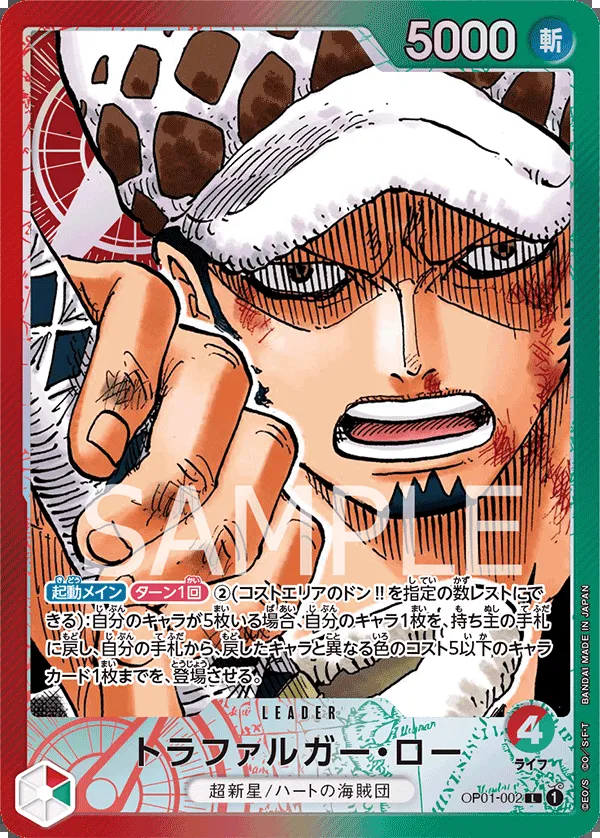 5000 斬
SAMPLE
起動メイン ターン1回 ②(コストエリアのドン‼を指定の数レストにで
きる):自分のキャラが5枚いる場合、自分のキャラ1枚を、持ち主の手札
に戻し、自分の手札から、戻したキャラと異なる色のコスト5以下のキャラ
カード1枚までを、登場させる。
LEADER
トラファルガー・ロー
4
ライフ
超新星/ハートの海賊団
OP01-002 L 1
©E.O/S. C.O/ S.・F.・T BANDAI MADE IN JAPAN